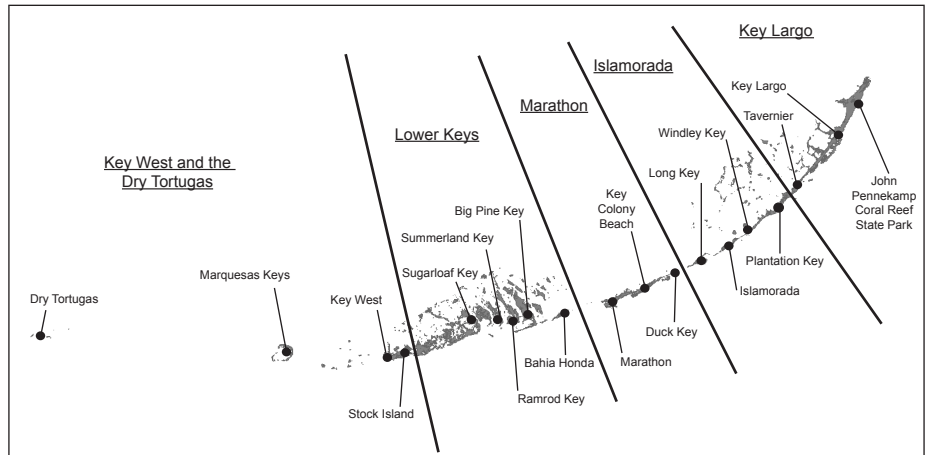 Key Largo
Islamorada
Marathon
Lower Keys
Key West and the
Dry Tortugas
Key Largo
Tavernier
Windley Key
Long Key
Key
Colony
Beach
Big Pine Key
Summerland Key
Sugarloaf Key
Marquesas Keys
Dry Tortugas
Key West
John
Pennekamp
Coral Reef
State Park
Plantation Key
Islamorada
Duck Key
Marathon
Bahia Honda
Ramrod Key
Stock Island